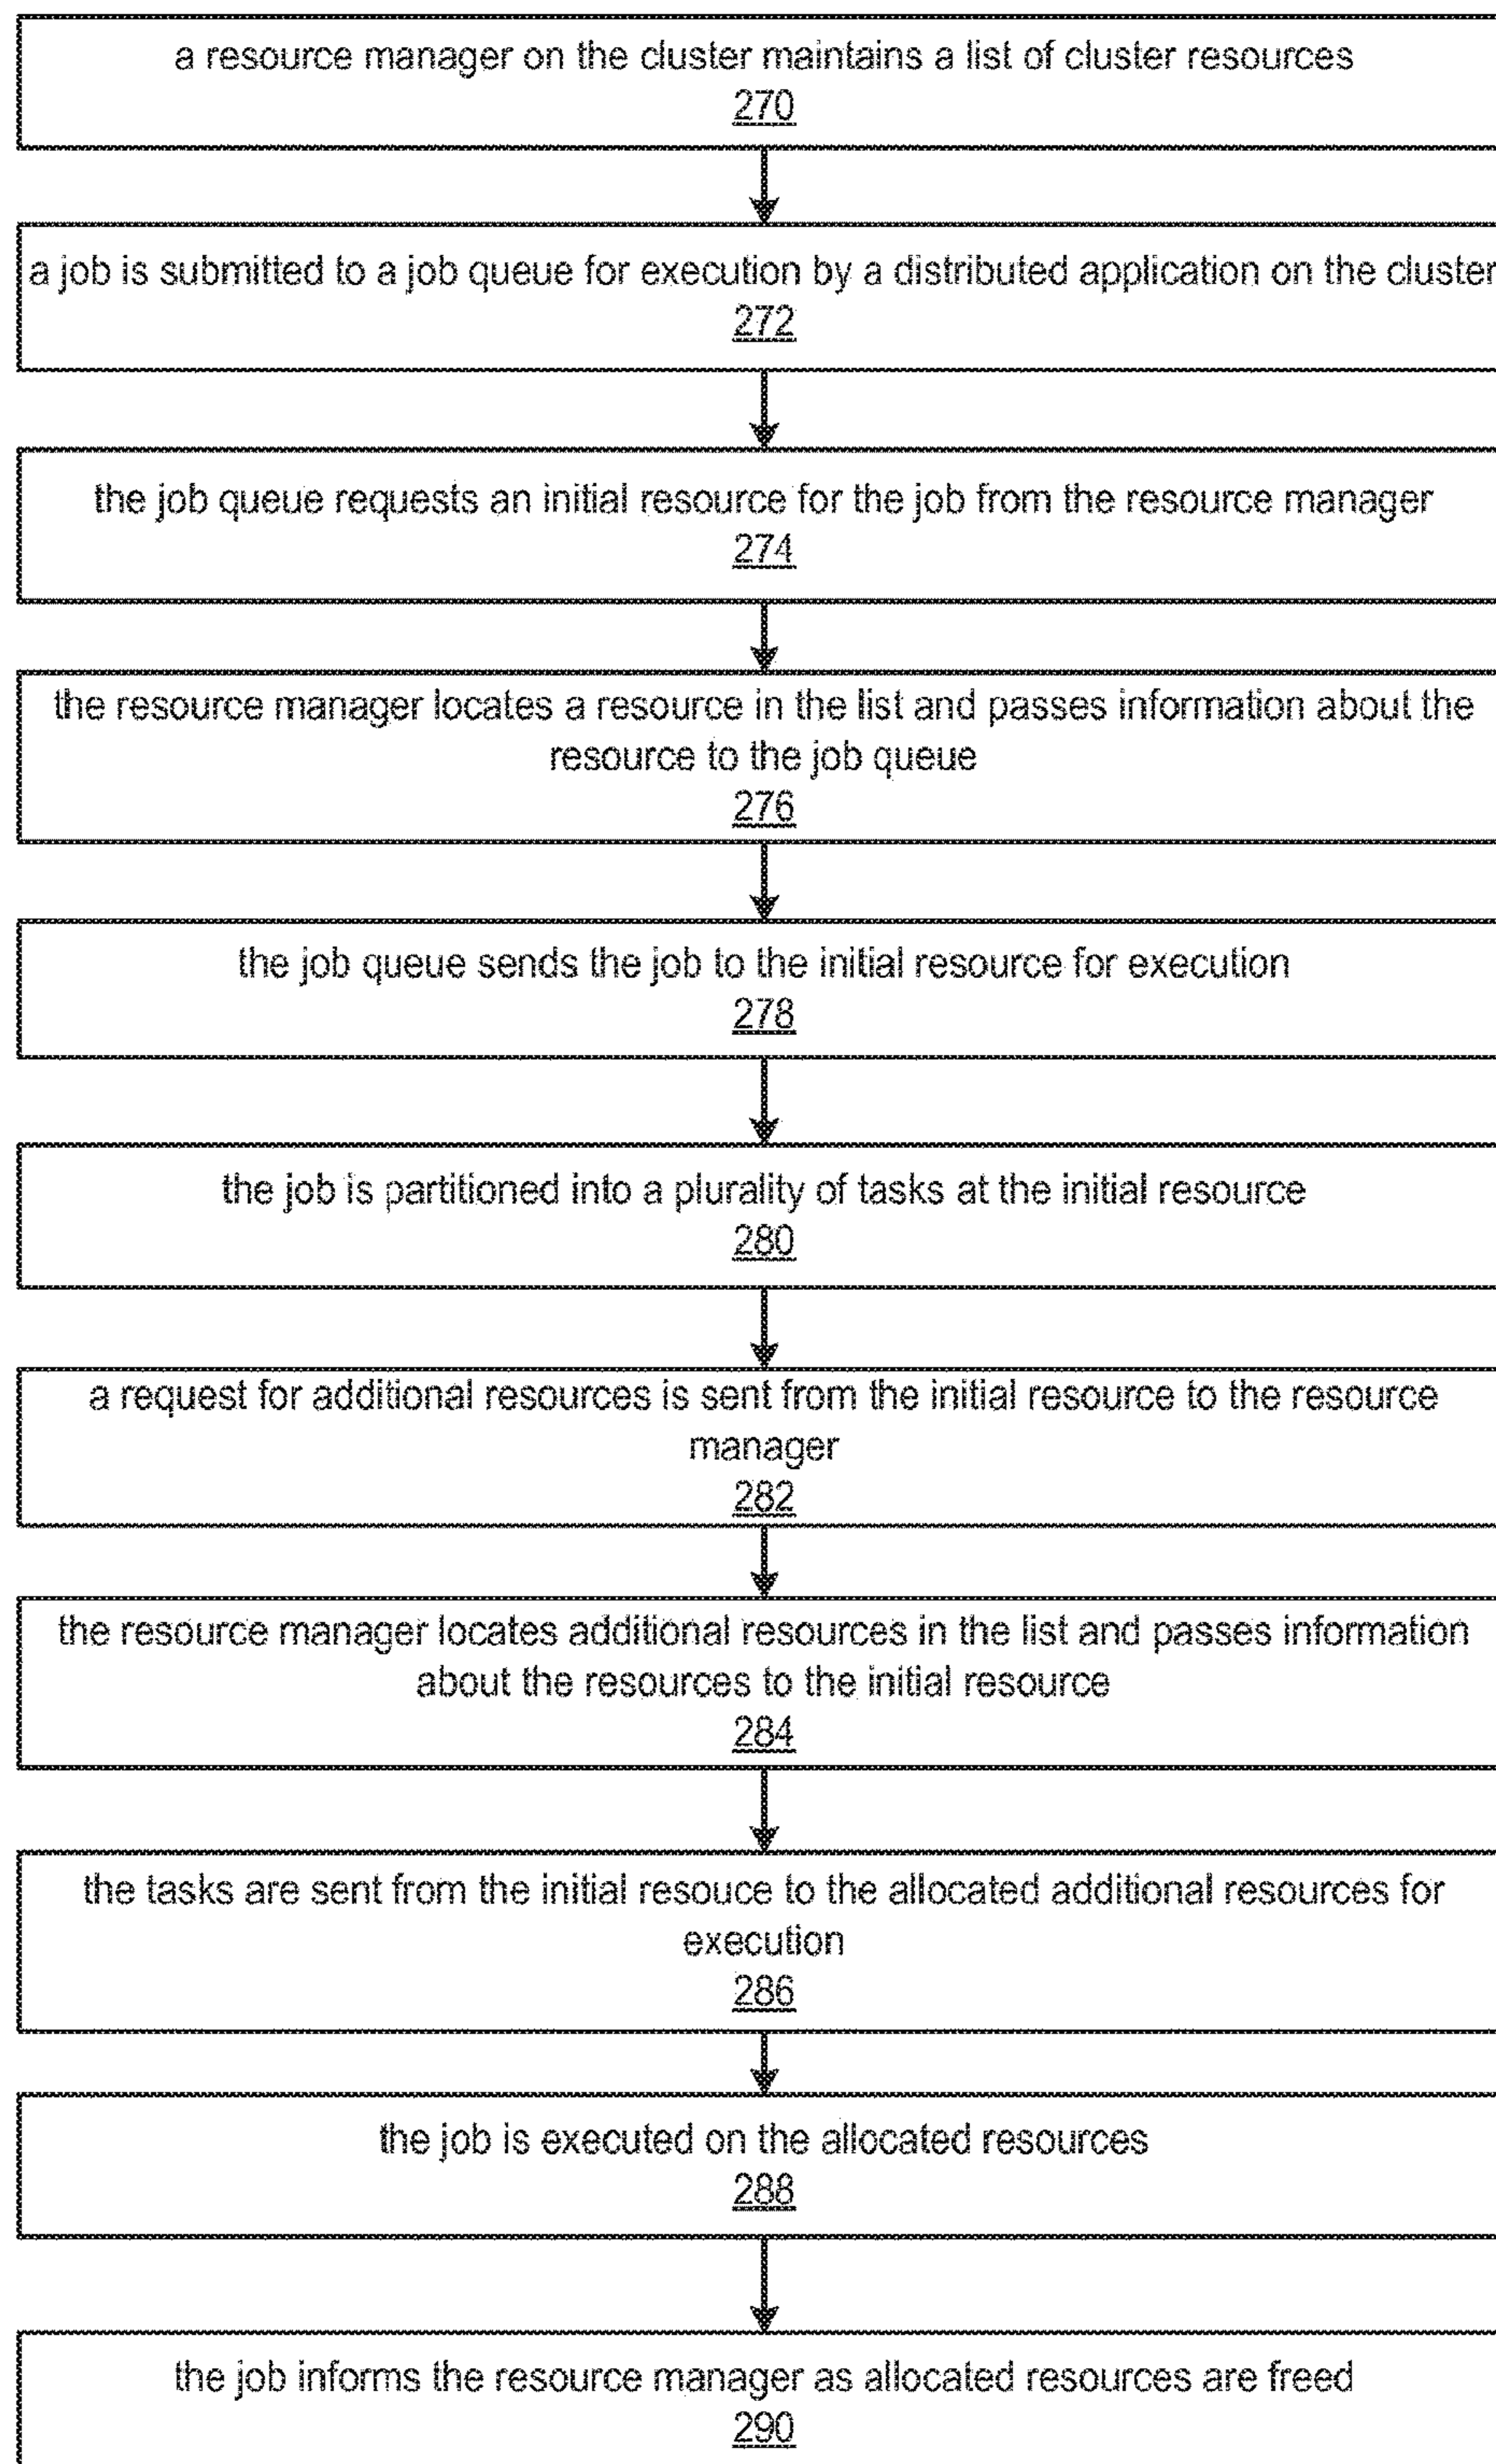 a resource manager on the cluster maintains a list of cluster resources
270
a job is submitted to a job queue for execution by a distributed application on the cluster
272
the job queue requests an initial resource for the job from the resource manager
274
the resource manager locates a resource in the list and passes information about the
resource to the job queue
276
the job queue sends the job to the initial resource for execution
278
the job is partitioned into a plurality of tasks at the initial resource
280
a request for additional resources is sent from the initial resource to the resource
manager
282
the resource manager locates additional resources in the list and passes information
about the resources to the initial resource
284
the tasks are sent from the initial resouce to the allocated additional resources for
execution
286
the job is executed on the allocated resources
288
the job informs the resource manager as allocated resources are freed
290